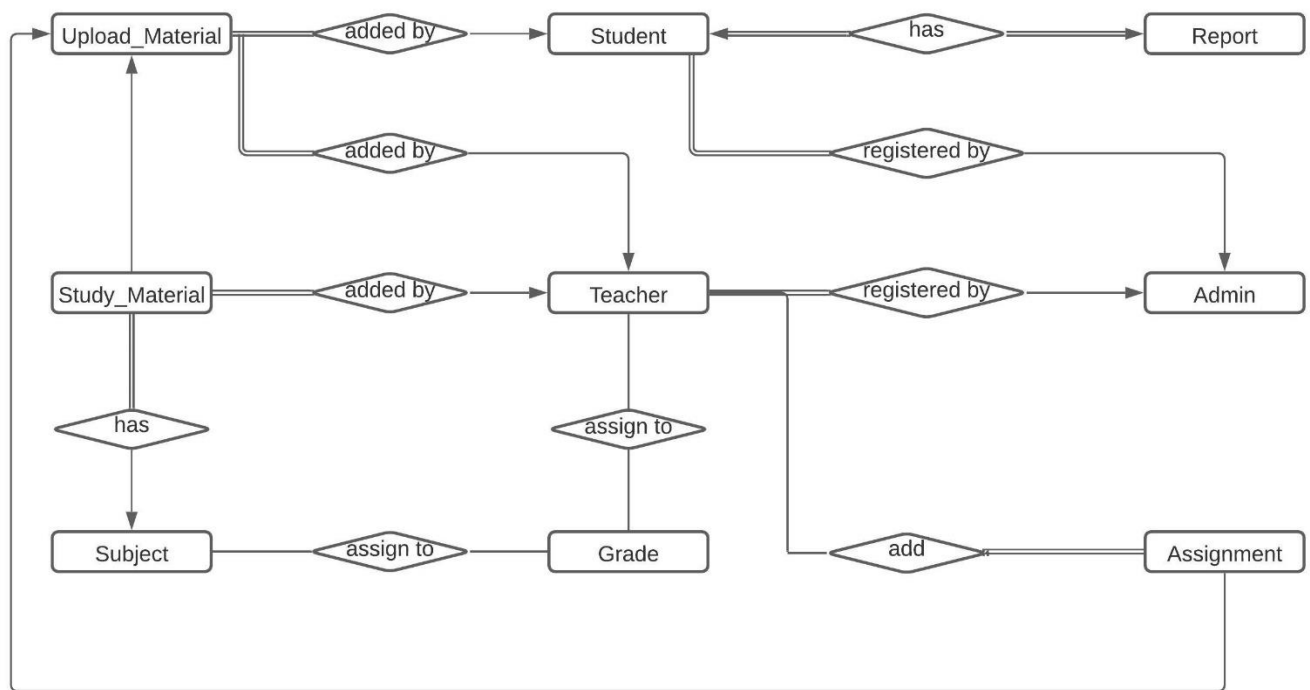 Upload_Material
added by
Student
has
Report
added by
registered by
Study_Material
added by
Teacher
registered by
Admin
has
assign to
Subject
assign to
Grade
add
Assignment